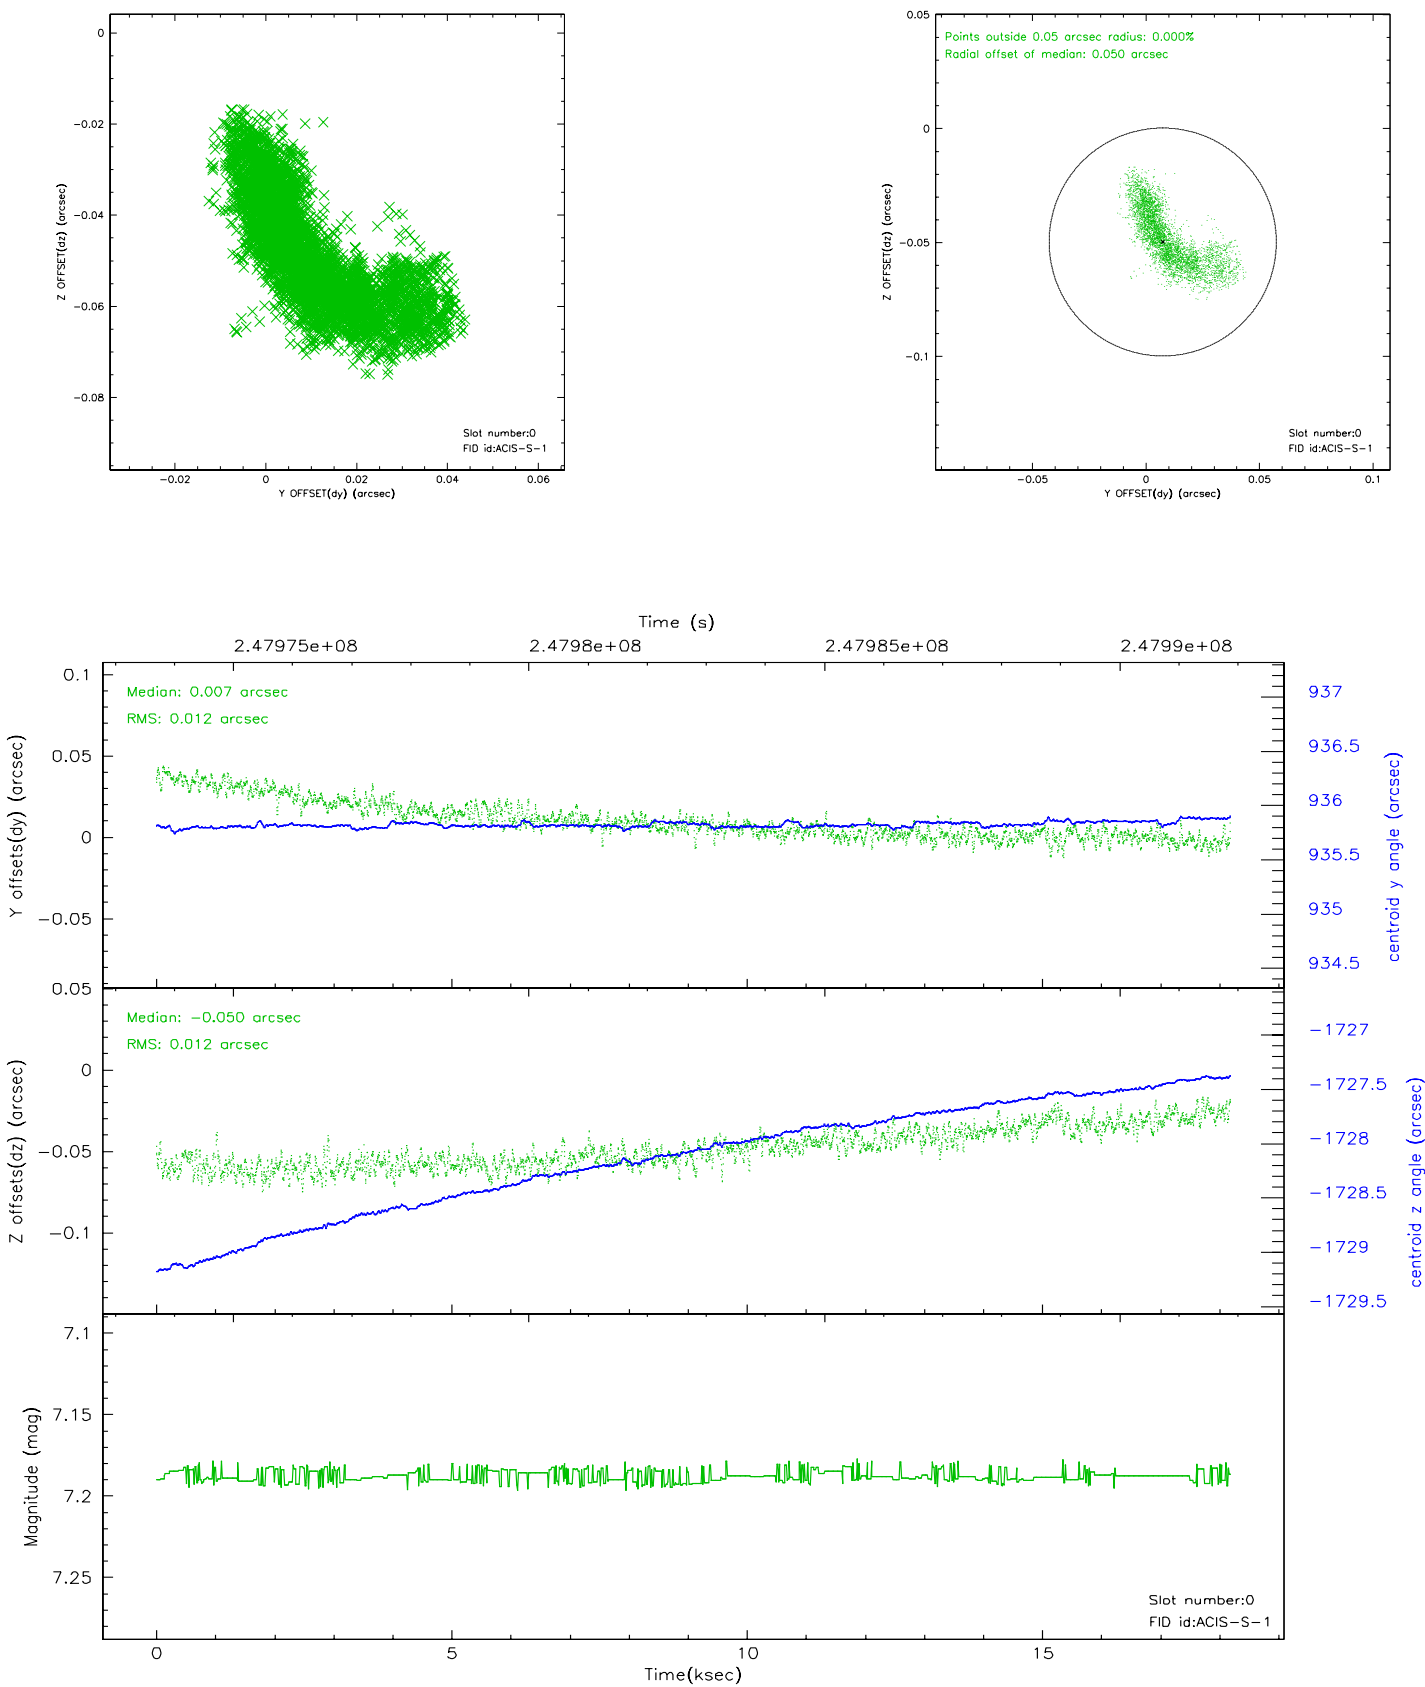 0
-0.02
-0.04
-0.06
-0.08
Z OFFSET(dz) (arcsec)
-0.02 0 0.02 0.04 0.06
Y OFFSET(dy) (arcsec)
Slot number:0
FID id:ACIS-S-1
0.05
0
-0.05
-0.1
Z OFFSET(dz) (arcsec)
Points outside 0.05 arcsec radius: 0.000%
Radial offset of median: 0.050 arcsec
-0.05 0 0.05 0.1
Y OFFSET(dy) (arcsec)
Slot number:0
FID id:ACIS-S-1
Time (s)
2.47975e+08 2.4798e+08 2.47985e+08 2.4799e+08
0.1
0.05
0
-0.05
Y offsets(dy) (arcsec)
Median: 0.007 arcsec
RMS: 0.012 arcsec
937
936.5
936
935.5
935
934.5
centroid y angle (arcsec)
0.05
0
-0.05
-0.1
Z offsets(dz) (arcsec)
Median: -0.050 arcsec
RMS: 0.012 arcsec
-1727
-1727.5
-1728
-1728.5
-1729
-1729.5
centroid z angle (arcsec)
7.1
7.15
7.2
7.25
Magnitude (mag)
Slot number:0
FID id:ACIS-S-1
0 5 10 15
Time(ksec)